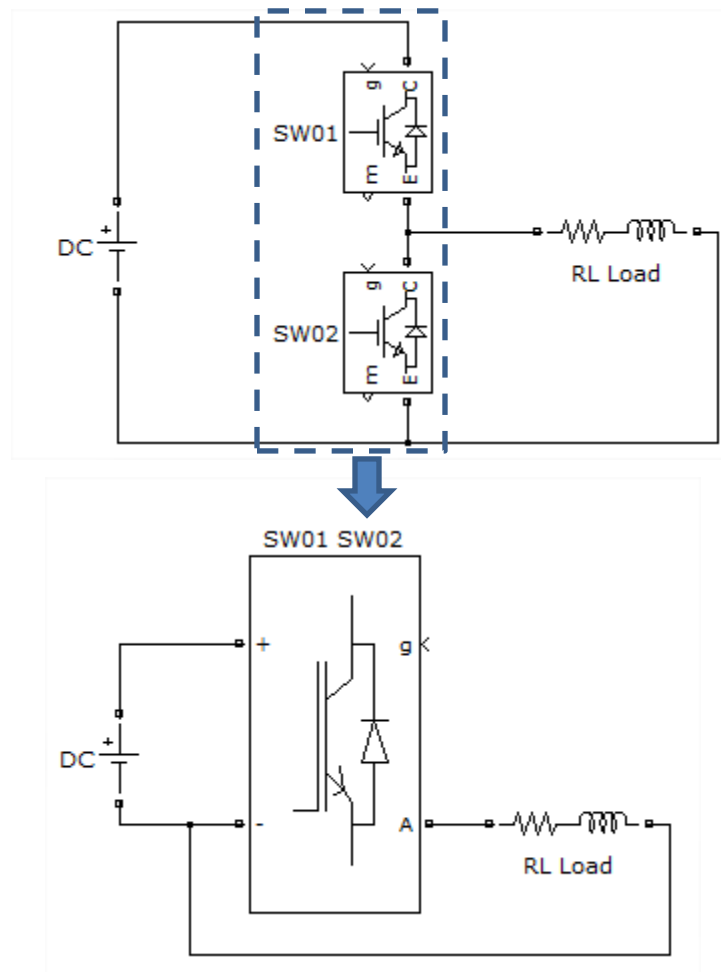 g C
SW01
m E
+
DC
RL Load
g C
SW02
m E
SW01 SW02
+ g
+
DC
- A
RL Load